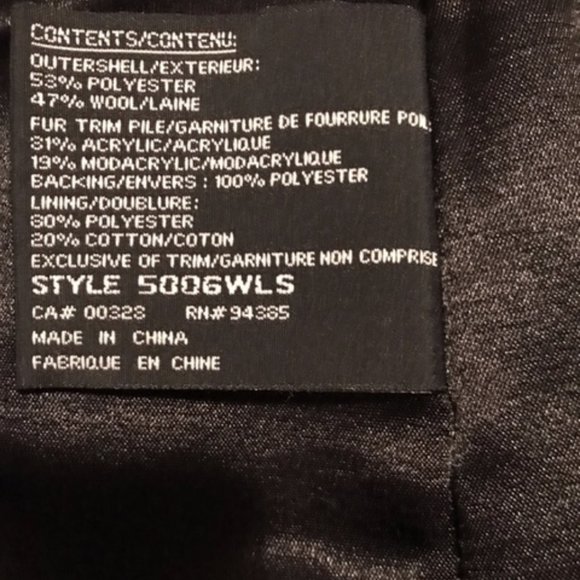 CONTENTS/CONTENU:
OUTERSHELL/EXTERIEUR:
53% POLYESTER
47% WOOL/LAINE
FUR TRIM PILE/GARNITURE DE FOURRURE POIL:
81% ACRYLIC/ACRYLIQUE
19% MODACRYLIC/MODACRYLIQUE
BACKING/ENVERS : 100% POLYESTER
LINING/DOUBLURE:
80% POLYESTER
20% COTTON/COTON
EXCLUSIVE OF TRIM/GARNITURE NON COMPRISE
STYLE 5006WLS
CA# 00328 RN# 94385
MADE IN CHINA
FABRIQUE EN CHINE